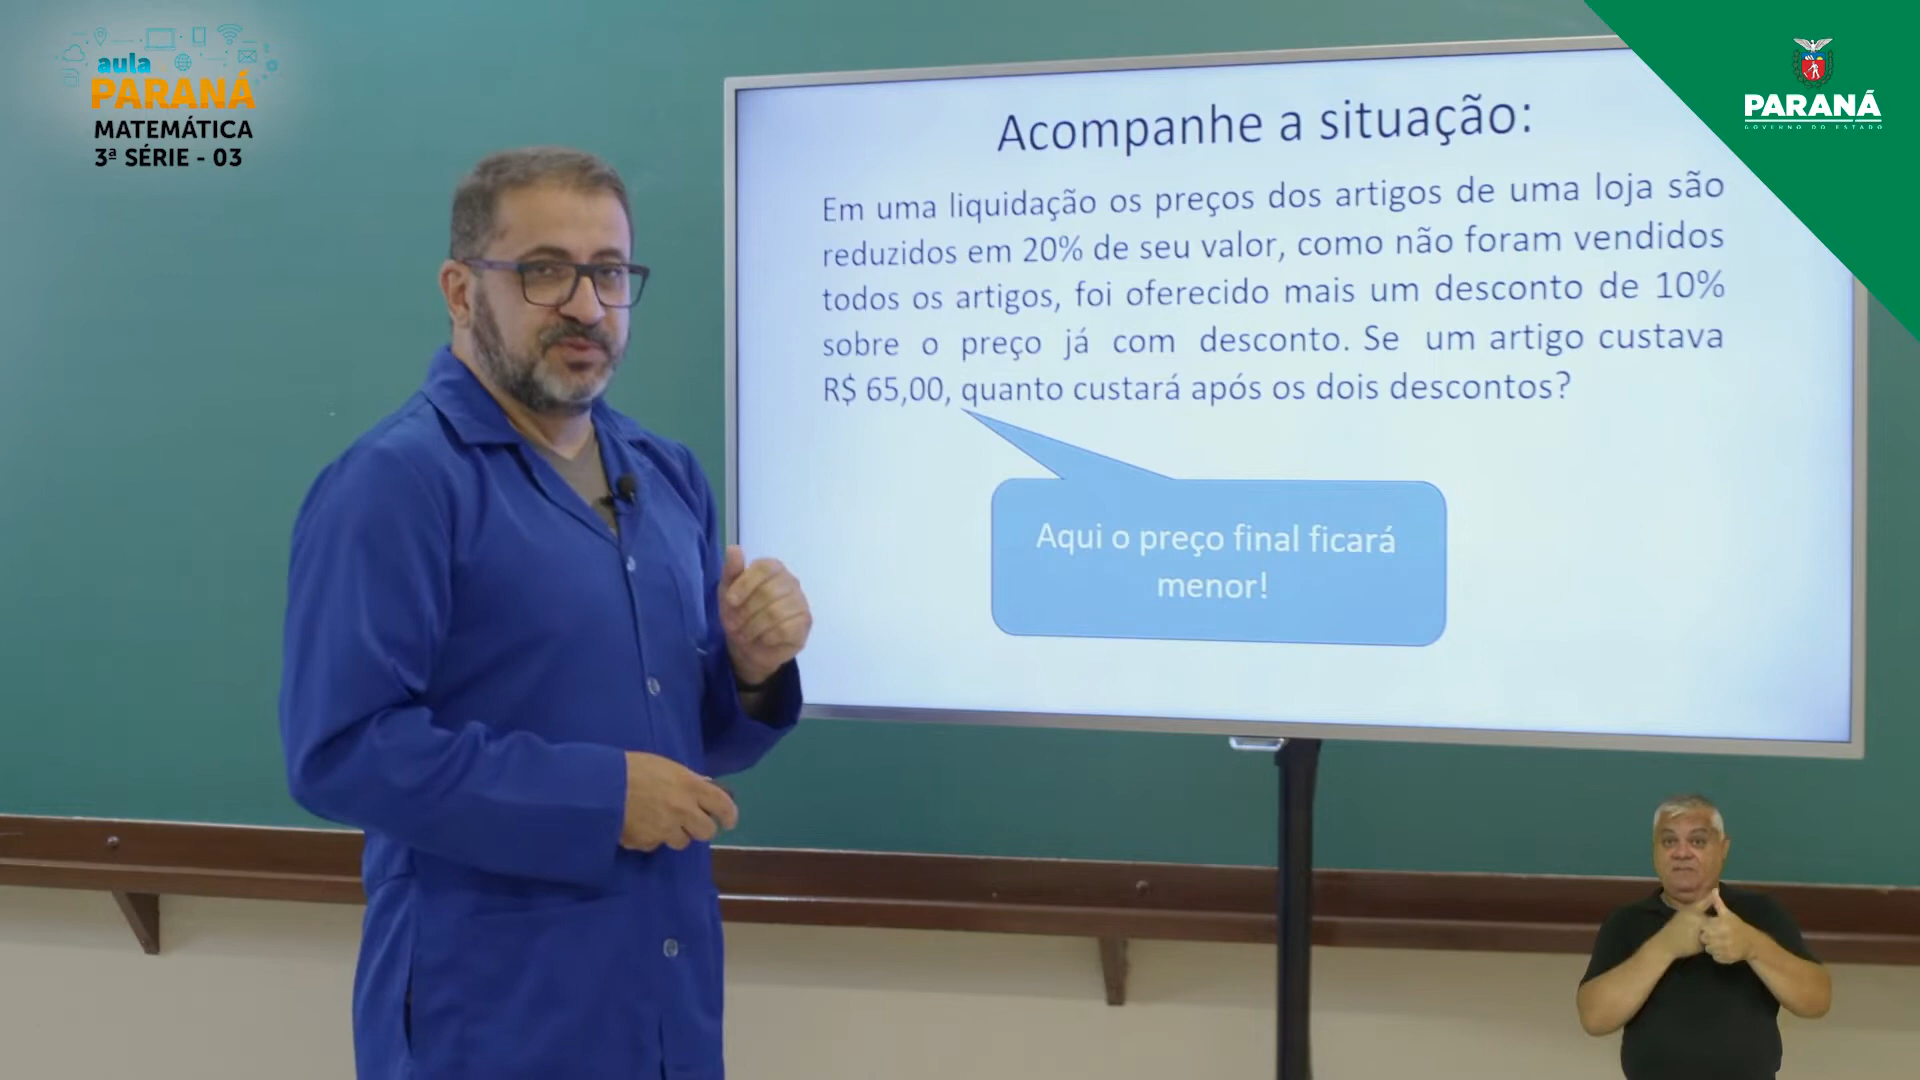 aula
PARANÁ
MATEMÁTICA
3ª SÉRIE - 03
PARANÁ
GOVERNO DO ESTADO
Acompanhe a situação:
Em uma liquidação os preços dos artigos de uma loja são
reduzidos em 20% de seu valor, como não foram vendidos
todos os artigos, foi oferecido mais um desconto de 10%
sobre o preço já com desconto. Se um artigo custava
R$ 65,00, quanto custará após os dois descontos?
Aqui o preço final ficará
menor!